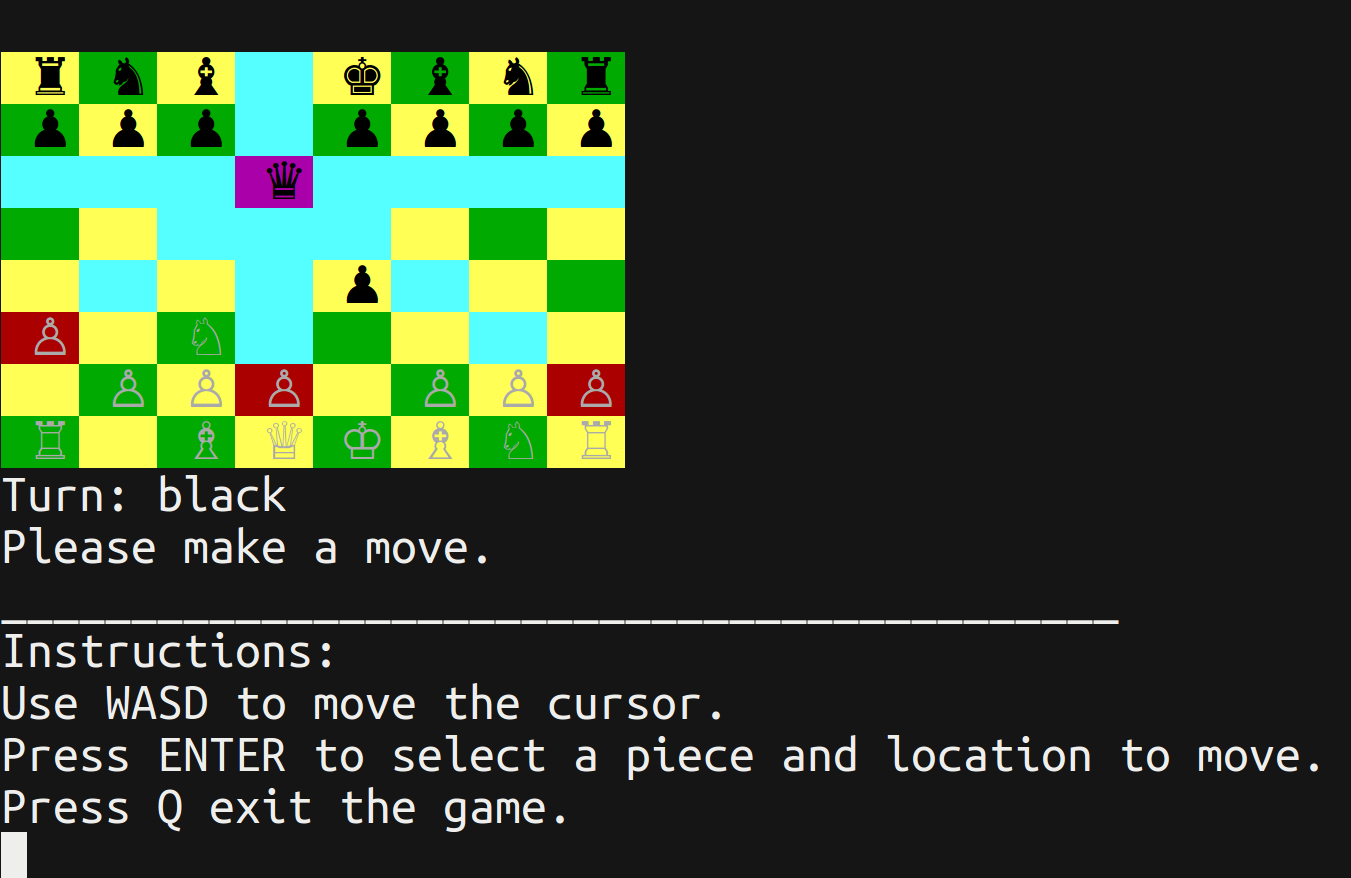 ♜♞♝♚♝♞♜
♟♟♟♟♟♟♟
♛
♟
♙♘
♙♙♙♙♙♙
♖♗♕♔♗♘♖
Turn: black
Please make a move.
___________________________________________
Instructions:
Use WASD to move the cursor.
Press ENTER to select a piece and location to move.
Press Q exit the game.